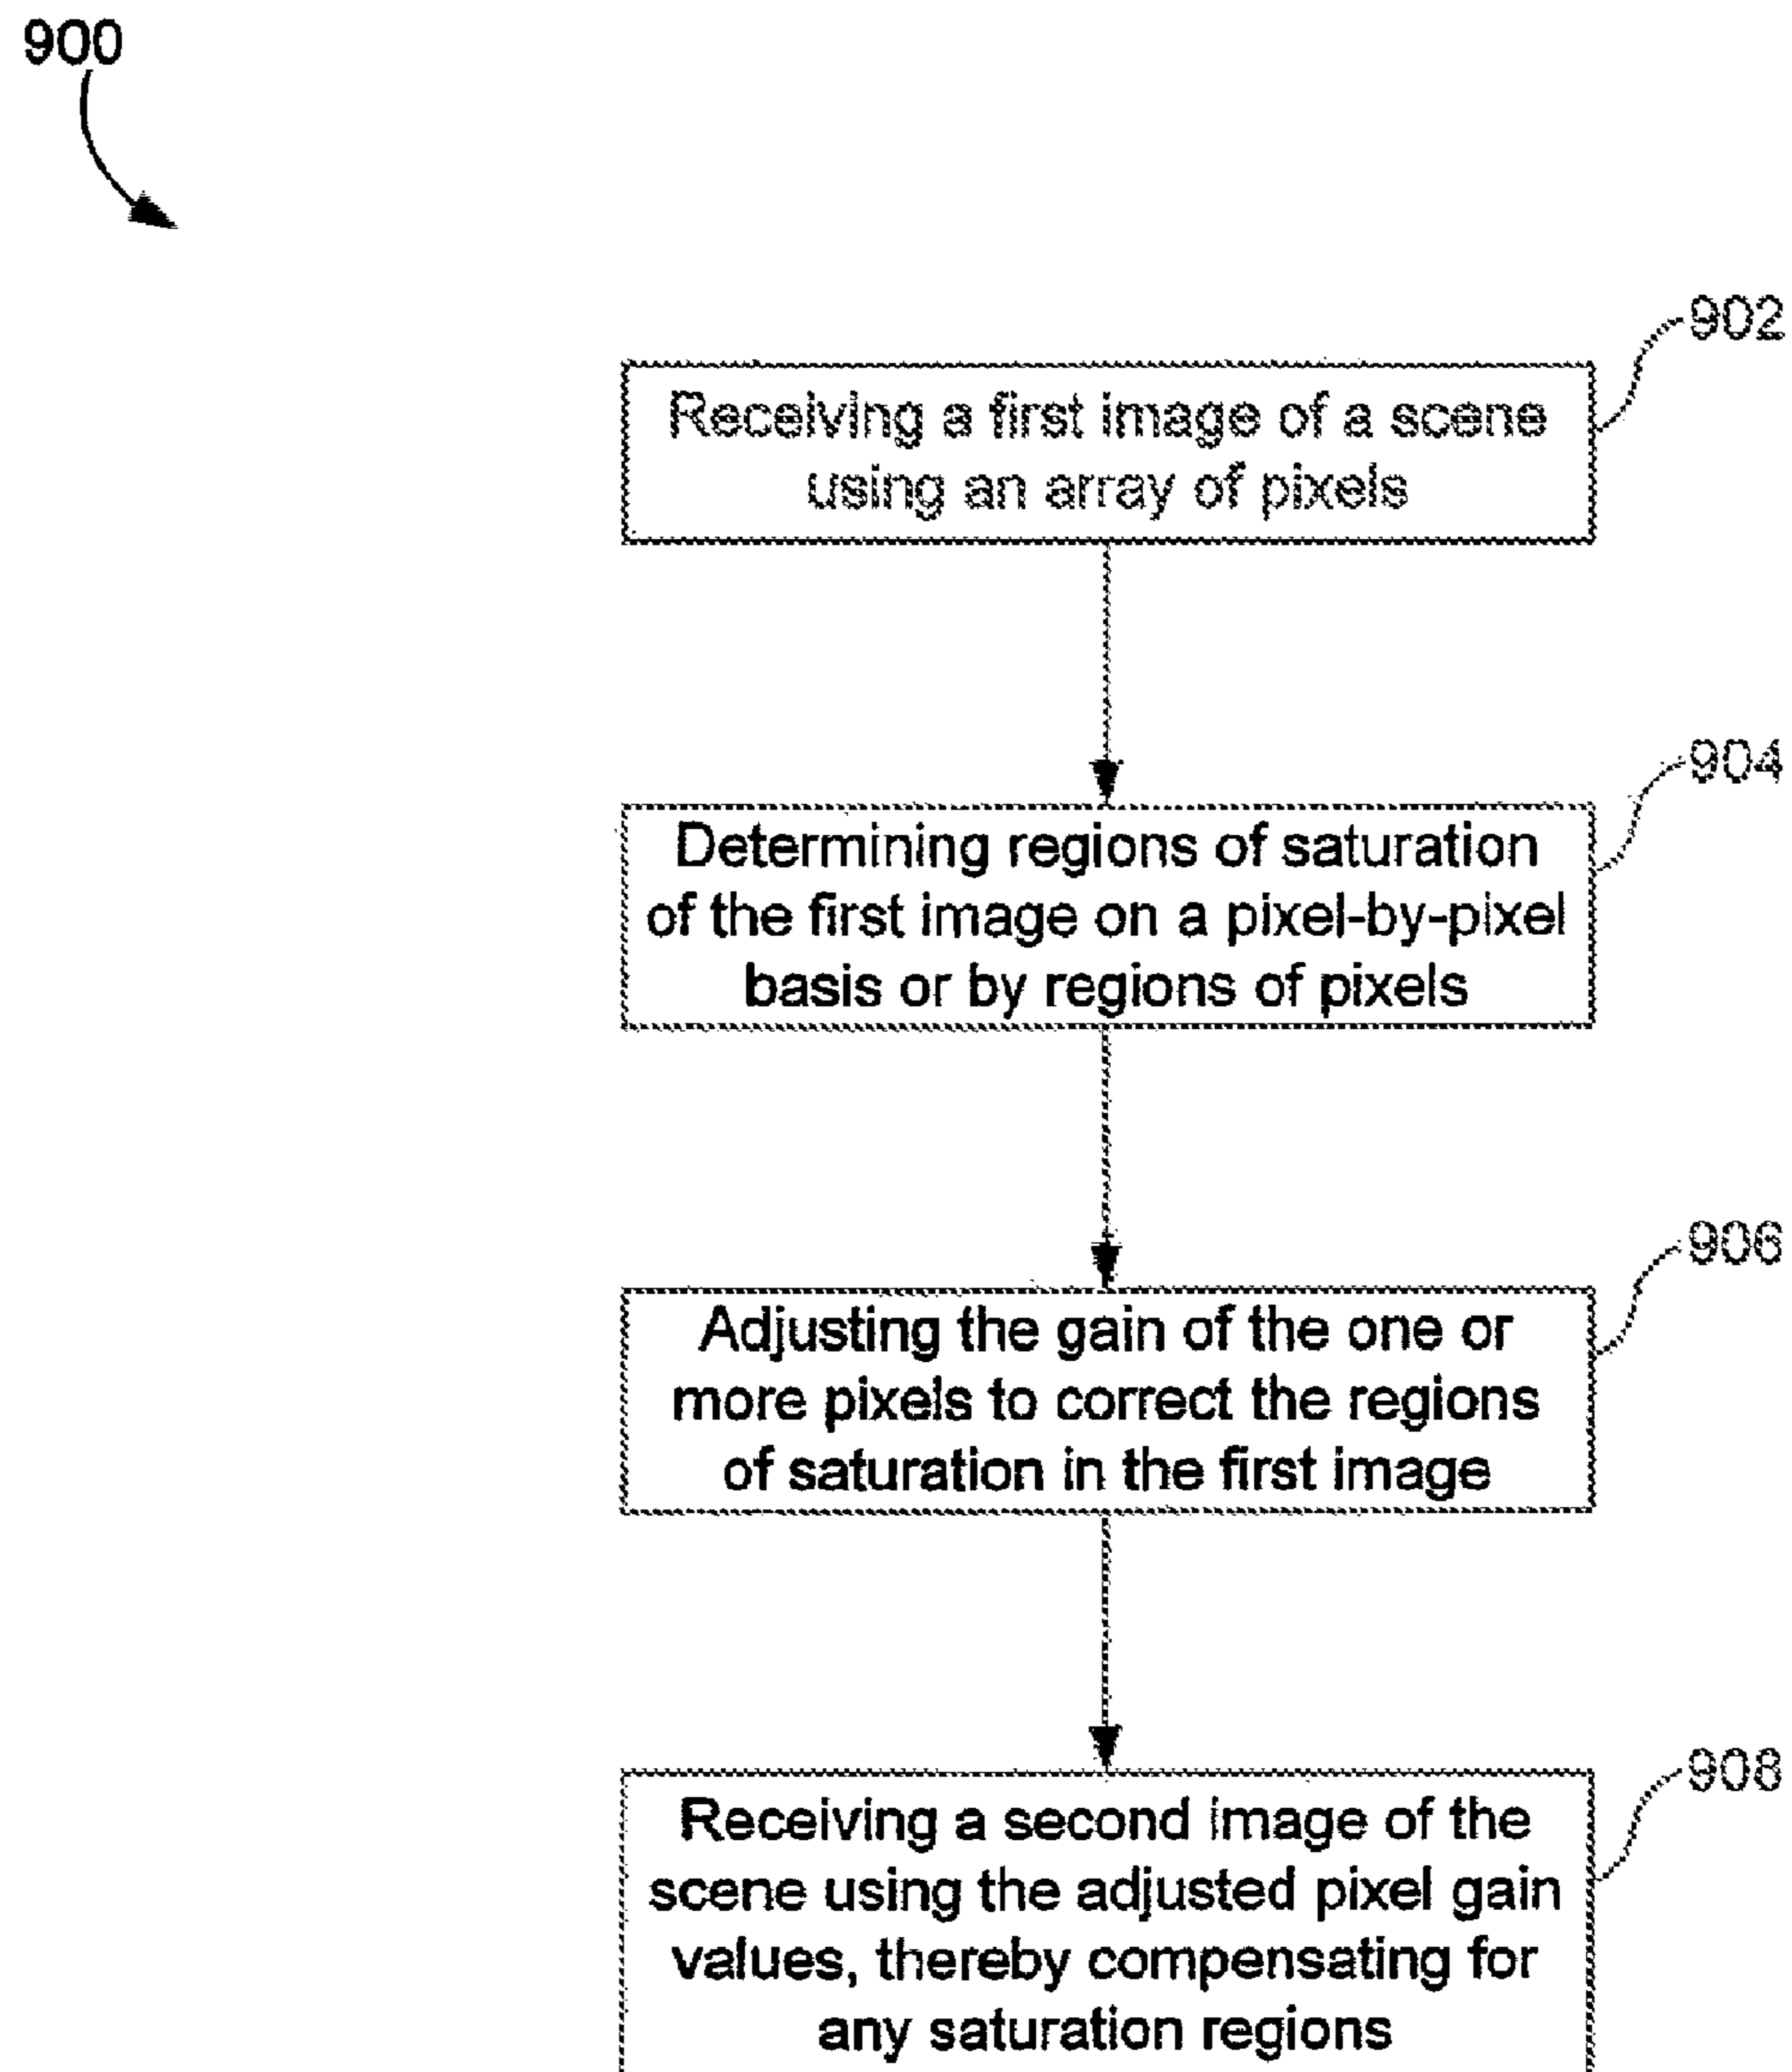 900
902
Receiving a first image of a scene
using an array of pixels
904
Determining regions of saturation
of the first image on a pixel-by-pixel
basis or by regions of pixels
906
Adjusting the gain of the one or
more pixels to correct the regions
of saturation in the first image
908
Receiving a second image of the
scene using the adjusted pixel gain
values, thereby compensating for
any saturation regions